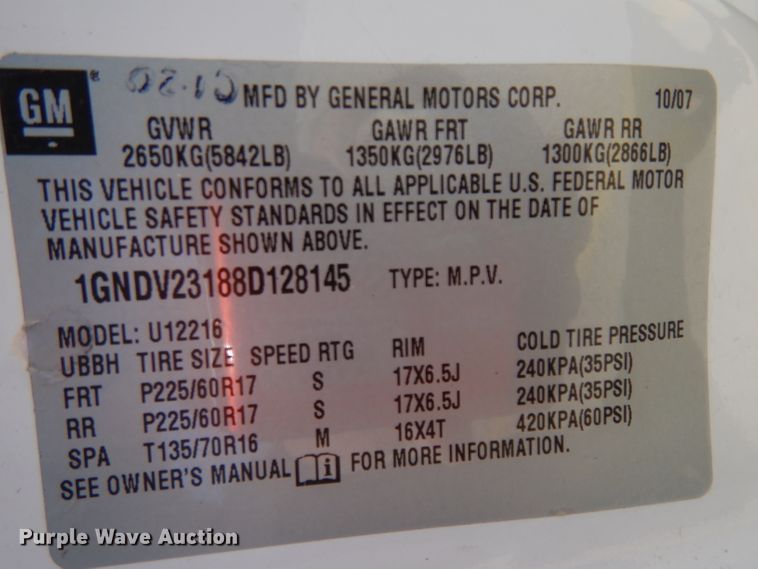 GM ® MFD BY GENERAL MOTORS CORP. 10/07
GVWR GAWR FRT GAWR RR
2650KG(5842LB) 1350KG(2976LB) 1300KG(2866LB)
THIS VEHICLE CONFORMS TO ALL APPLICABLE U.S. FEDERAL MOTOR
VEHICLE SAFETY STANDARDS IN EFFECT ON THE DATE OF
MANUFACTURE SHOWN ABOVE.
1GNDV23188D128145 TYPE: M.P.V.
MODEL: U12216
UBBH TIRE SIZE SPEED RTG RIM COLD TIRE PRESSURE
FRT P225/60R17 S 17X6.5J 240KPA(35PSI)
RR P225/60R17 S 17X6.5J 240KPA(35PSI)
SPA T135/70R16 M 16X4T 420KPA(60PSI)
SEE OWNER'S MANUAL i FOR MORE INFORMATION.
Purple Wave Auction